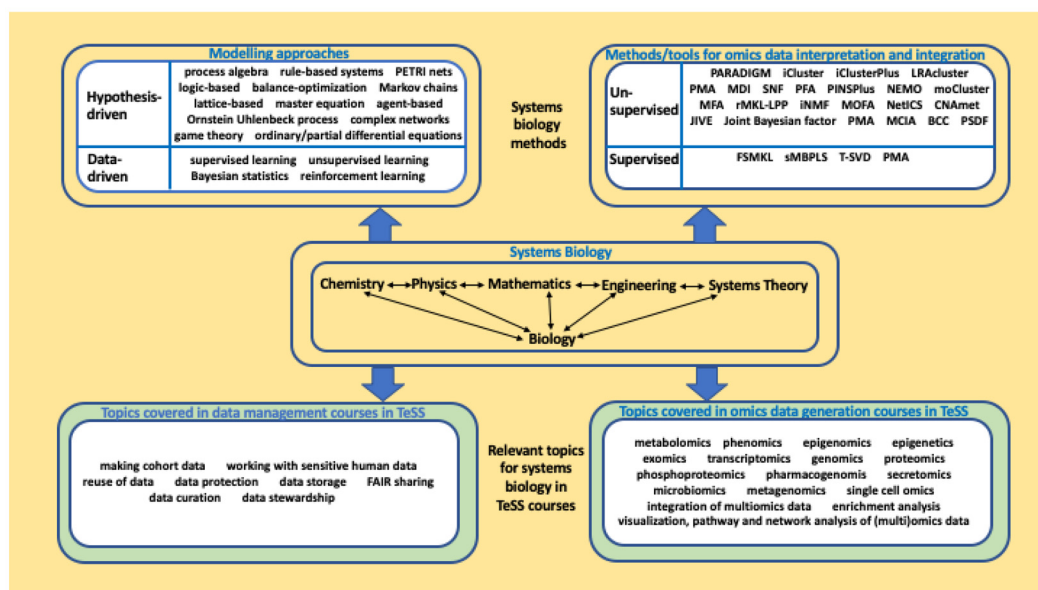 Modelling approaches
Hypothesis-
driven
process algebra rule-based systems PETRI nets
logic-based balance-optimization Markov chains
lattice-based master equation agent-based
Ornstein Uhlenbeck process complex networks
game theory ordinary/partial differential equations
Data-
driven
supervised learning unsupervised learning
Bayesian statistics reinforcement learning
Systems
biology
methods
Methods/tools for omics data interpretation and integration
Un-
supervised
PARADIGM iCluster iClusterPlus LRAcluster
PMA MDI SNF PFA PINSPlus NEMO moCluster
MFA rMKL-LPP iNMF MOFA NetICS CNAmet
JIVE Joint Bayesian factor PMA MCIA BCC PSDF
Supervised
FSMKL sMBPLS T-SVD PMA
Systems Biology
Chemistry Physics Mathematics Engineering Systems Theory
Biology
Topics covered in data management courses in TeSS
making cohort data working with sensitive human data
reuse of data data protection data storage FAIR sharing
data curation data stewardship
Relevant topics
for systems
biology in
TeSS courses
Topics covered in omics data generation courses in TeSS
metabolomics phenomics epigenomics epigenetics
exomics transcriptomics genomics proteomics
phosphoproteomics pharmacogenomis secretomics
microbiomics metagenomics single cell omics
integration of multiomics data enrichment analysis
visualization, pathway and network analysis of (multi)omics data